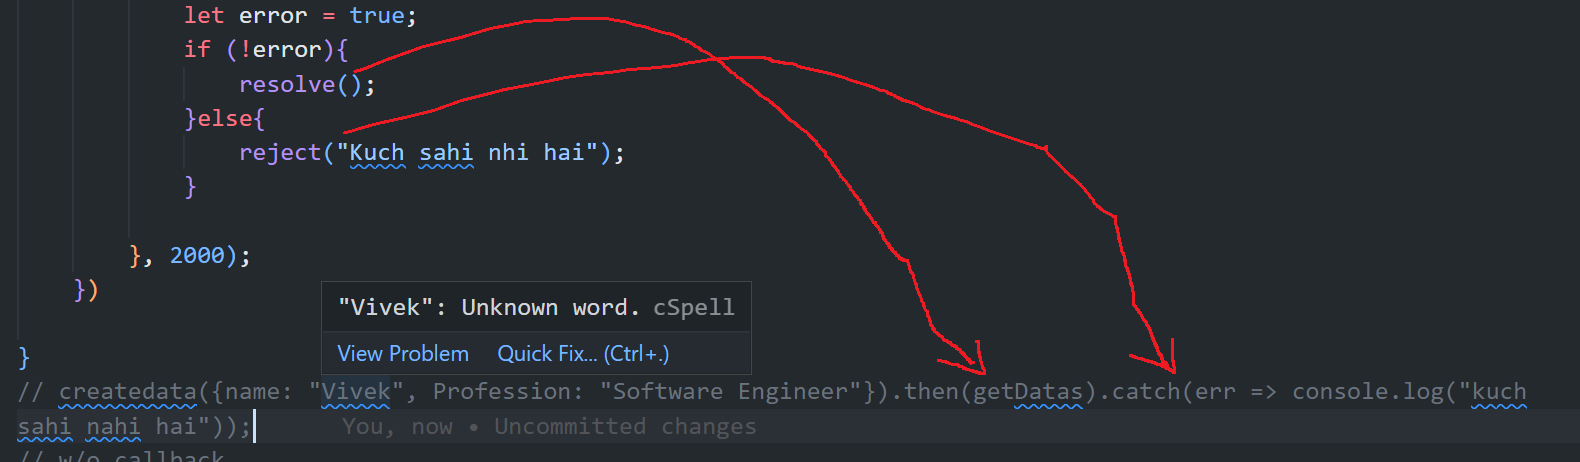 let error = true;
if (!error){
resolve();
}else{
reject("Kuch sahi nhi hai");
}
}, 2000);
})
"Vivek": Unknown word. cSpell
View Problem Quick Fix... (Ctrl+.)
}
// createdata({name: "Vivek", Profession: "Software Engineer"}).then(getDatas).catch(err => console.log("kuch
sahi nahi hai")); You, now • Uncommitted changes
// w/o callback